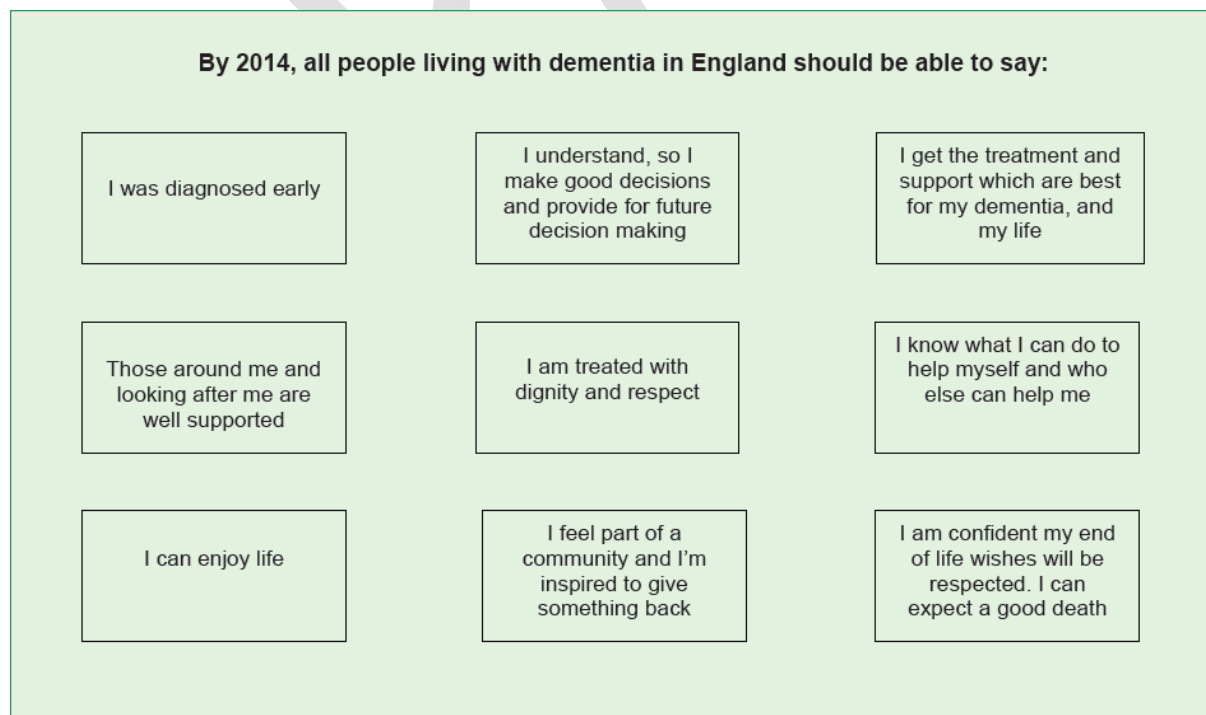 By 2014, all people living with dementia in England should be able to say:
I was diagnosed early
I understand, so I
make good decisions
and provide for future
decision making
I get the treatment and
support which are best
for my dementia, and
my life
Those around me and
looking after me are
well supported
I am treated with
dignity and respect
I know what I can do to
help myself and who
else can help me
I can enjoy life
I feel part of a
community and I’m
inspired to give
something back
I am confident my end
of life wishes will be
respected. I can
expect a good death